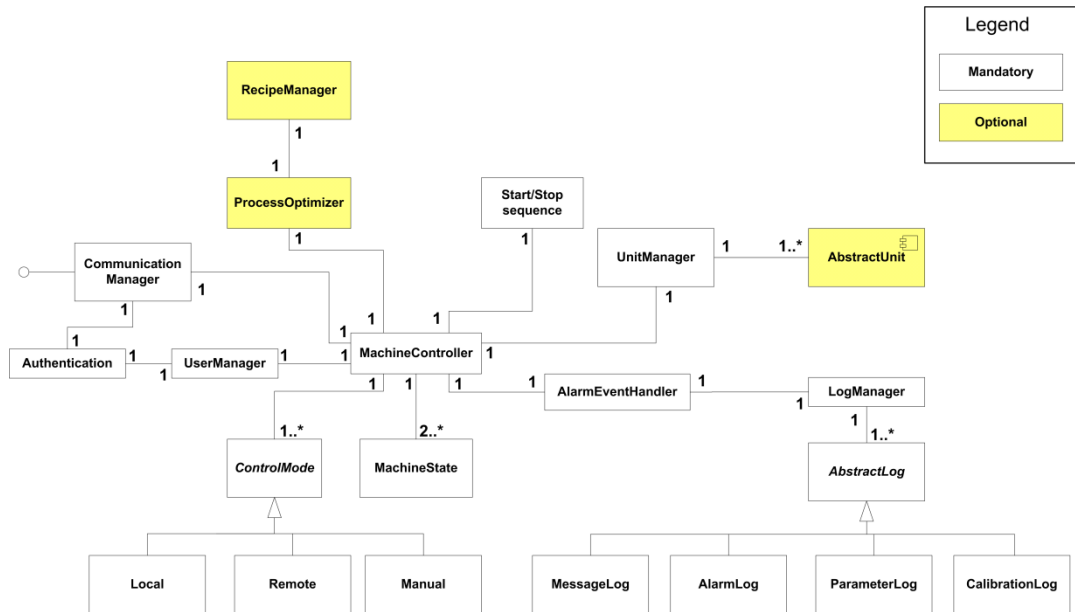 Legend
Mandatory
Optional
RecipeManager
1
1
ProcessOptimizer
1
Start/Stop
sequence
1
UnitManager
1
1..*
AbstractUnit
1
Communication
Manager
1
1
1
Authentication
1
1
UserManager
1
1
1
1
1
MachineController
1
1
1
1
1
AlarmEventHandler
1
1
LogManager
1
1..*
AbstractLog
1..*
ControlMode
2..*
MachineState
Local
Remote
Manual
MessageLog
AlarmLog
ParameterLog
CalibrationLog